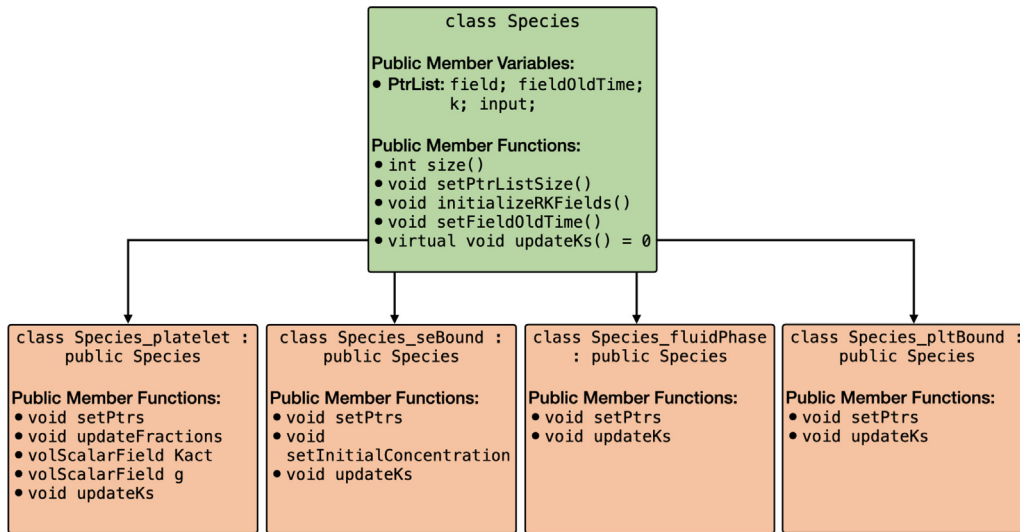 class Species
Public Member Variables:
• PtrList: field; fieldOldTime;
k; input;
Public Member Functions:
• int size()
• void setPtrListSize()
• void initializeRKFields()
• void setFieldOldTime()
• virtual void updateKs() = 0
class Species_platelet :
public Species
Public Member Functions:
• void setPtrs
• void updateFractions
• volScalarField Kact
• volScalarField g
• void updateKs
class Species_seBound :
public Species
Public Member Functions:
• void setPtrs
• void
setInitialConcentration
• void updateKs
class Species_fluidPhase
: public Species
Public Member Functions:
• void setPtrs
• void updateKs
class Species_pltBound :
public Species
Public Member Functions:
• void setPtrs
• void updateKs